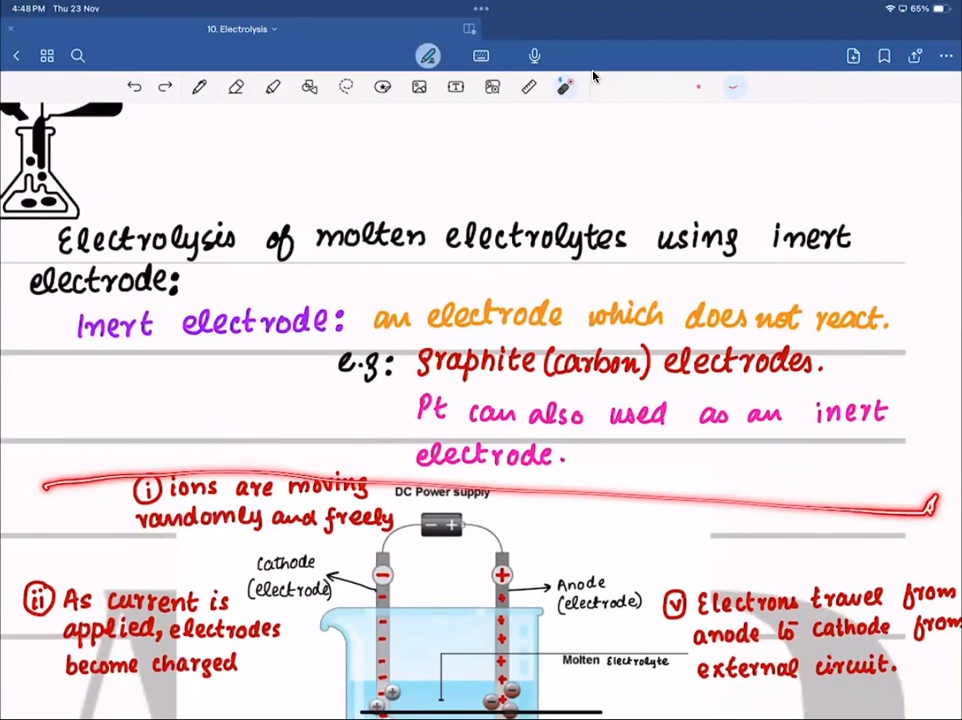 4:48 PM Thu 23 Nov
65%
10. Electrolysis
Electrolysis of molten electrolytes using inert
electrode:
Inert electrode: an electrode which does not react.
e.g: graphite (carbon) electrodes.
Pt can also used as an inert
electrode.
(i) ions are moving
randomly and freely
DC Power supply
Cathode
(electrode)
Anode
(electrode)
(ii) As current is
applied, electrodes
become charged
(v) Electrons travel from
anode to cathode from
external circuit.
Molten Electrolyte